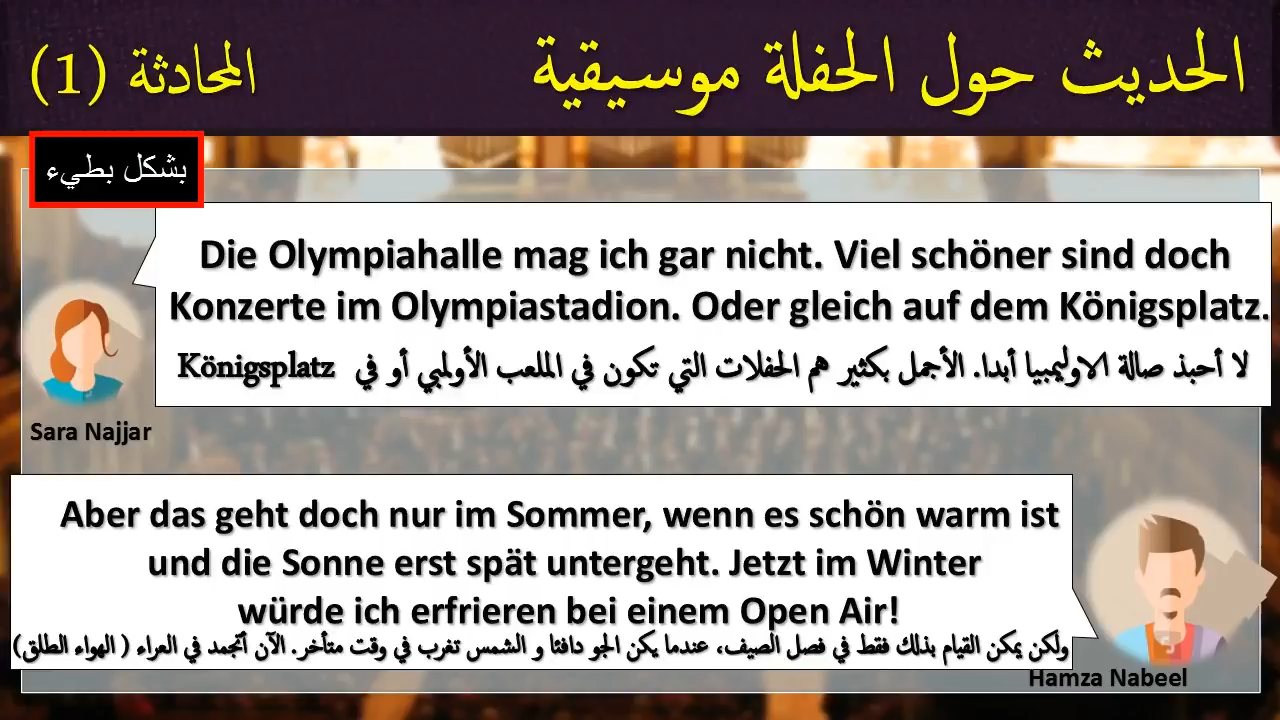 الحديث حول الحفلة موسيقية
المحادثة (1)
بشكل بطيء
Die Olympiahalle mag ich gar nicht. Viel schöner sind doch
Konzerte im Olympiastadion. Oder gleich auf dem Königsplatz.
لا أحبذ صالة الاوليمبيا أبدا. الأجمل بكثير هم الحفلات التي تكون في الملعب الأولمبي أو في Königsplatz
Sara Najjar
Aber das geht doch nur im Sommer, wenn es schön warm ist
und die Sonne erst spät untergeht. Jetzt im Winter
würde ich erfrieren bei einem Open Air!
ولكن يمكن القيام بذلك فقط في فصل الصيف، عندما يكن الجو دافئا و الشمس تغرب في وقت متأخر. الآن أتجمد في العراء ( الهواء الطلق)
Hamza Nabeel